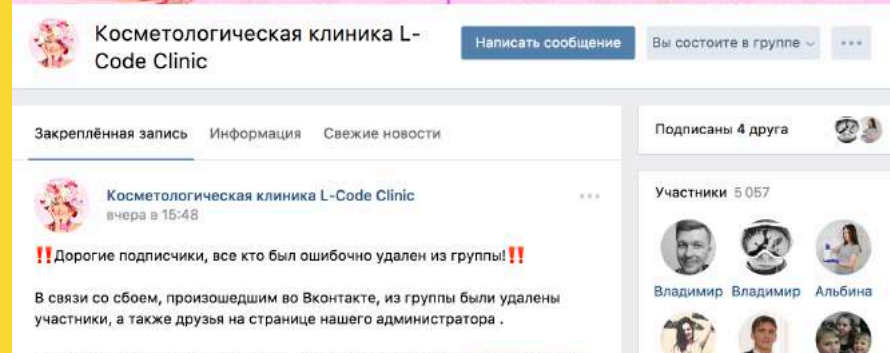 Косметологическая клиника L-
Code Clinic
Написать сообщение
Вы состоите в группе
Закреплённая запись Информация Свежие новости
Подписаны 4 друга
Косметологическая клиника L-Code Clinic
вчера в 15:48
Участники 5 057
‼️Дорогие подписчики, все кто был ошибочно удален из группы!‼️
Владимир Владимир Альбина
В связи со сбоем, произошедшим во Вконтакте, из группы были удалены
участники, а также друзья на странице нашего администратора .